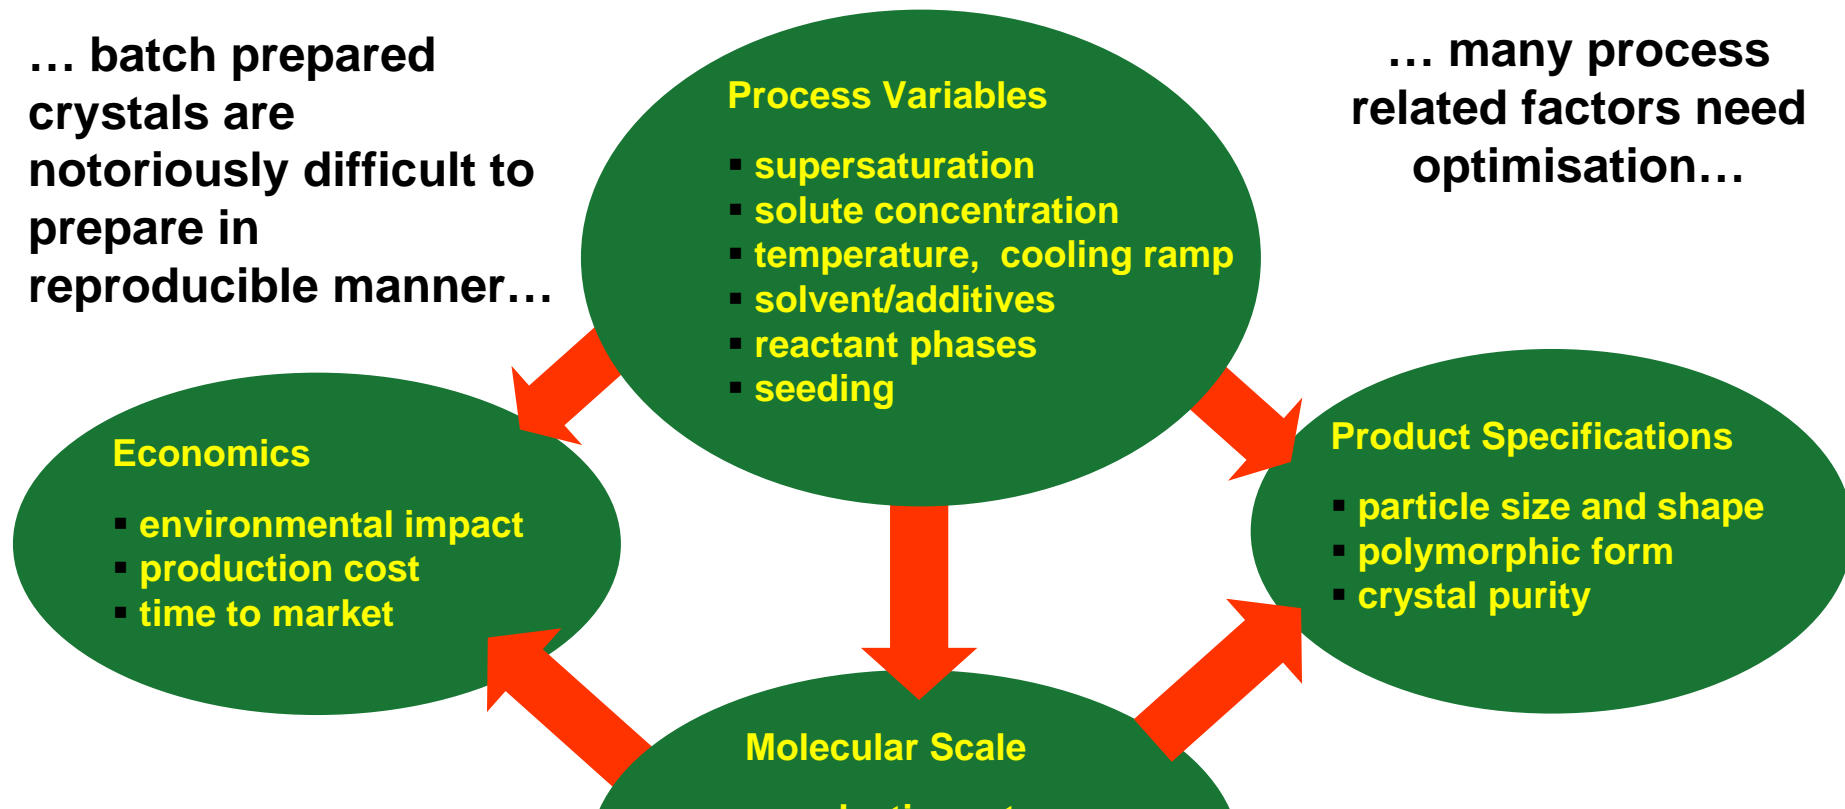 … batch prepared
crystals are
notoriously difficult to
prepare in
reproducible manner…
Process Variables
▪ supersaturation
▪ solute concentration
▪ temperature, cooling ramp
▪ solvent/additives
▪ reactant phases
▪ seeding
… many process
related factors need
optimisation…
Economics
▪ environmental impact
▪ production cost
▪ time to market
Product Specifications
▪ particle size and shape
▪ polymorphic form
▪ crystal purity
Molecular Scale